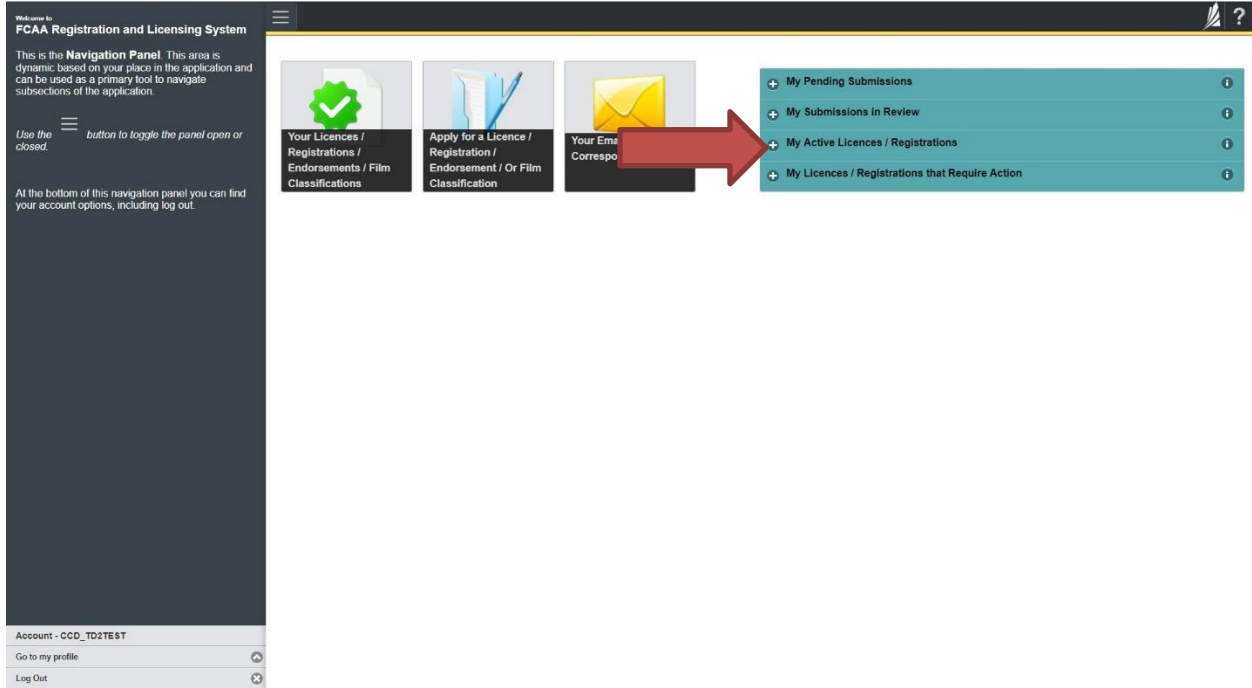 Welcome to
FCAA Registration and Licensing System
This is the Navigation Panel. This area is
dynamic based on your place in the application and
can be used as a primary tool to navigate
subsections of the application.
Use the button to toggle the panel open or
closed.
At the bottom of this navigation panel you can find
your account options, including log out.
Account - CCD_TD2TEST
Go to my profile
Log Out
?
Your Licences /
Registrations /
Endorsements / Film
Classifications
Apply for a Licence /
Registration /
Endorsement / Or Film
Classification
Your
My Pending Submissions
My Submissions in Review
My Active Licences / Registrations
My Licences / Registrations that Require Action